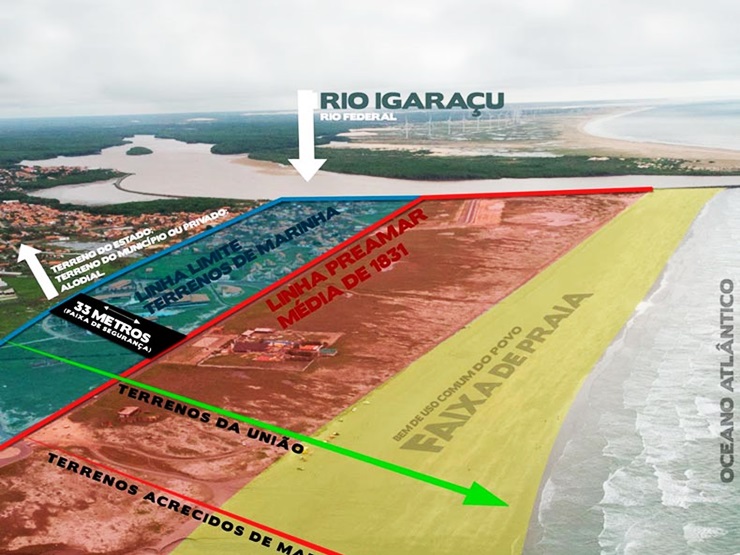 RIO IGARAÇU
RIO FEDERAL
TERRENO DO ESTADO:
TERRENO DO MUNICÍPIO OU PRIVADO:
ALODIAL
LINHA LIMITE
TERRENOS DE MARINHA
LINHA PREAMAR
MÉDIA DE 1831
33 METROS
(FAIXA DE SEGURANÇA)
BEM DE USO COMUM DO POVO
FAIXA DE PRAIA
OCEANO ATLÂNTICO
TERRENOS DA UNIÃO
TERRENOS ACRECIDOS DE MA